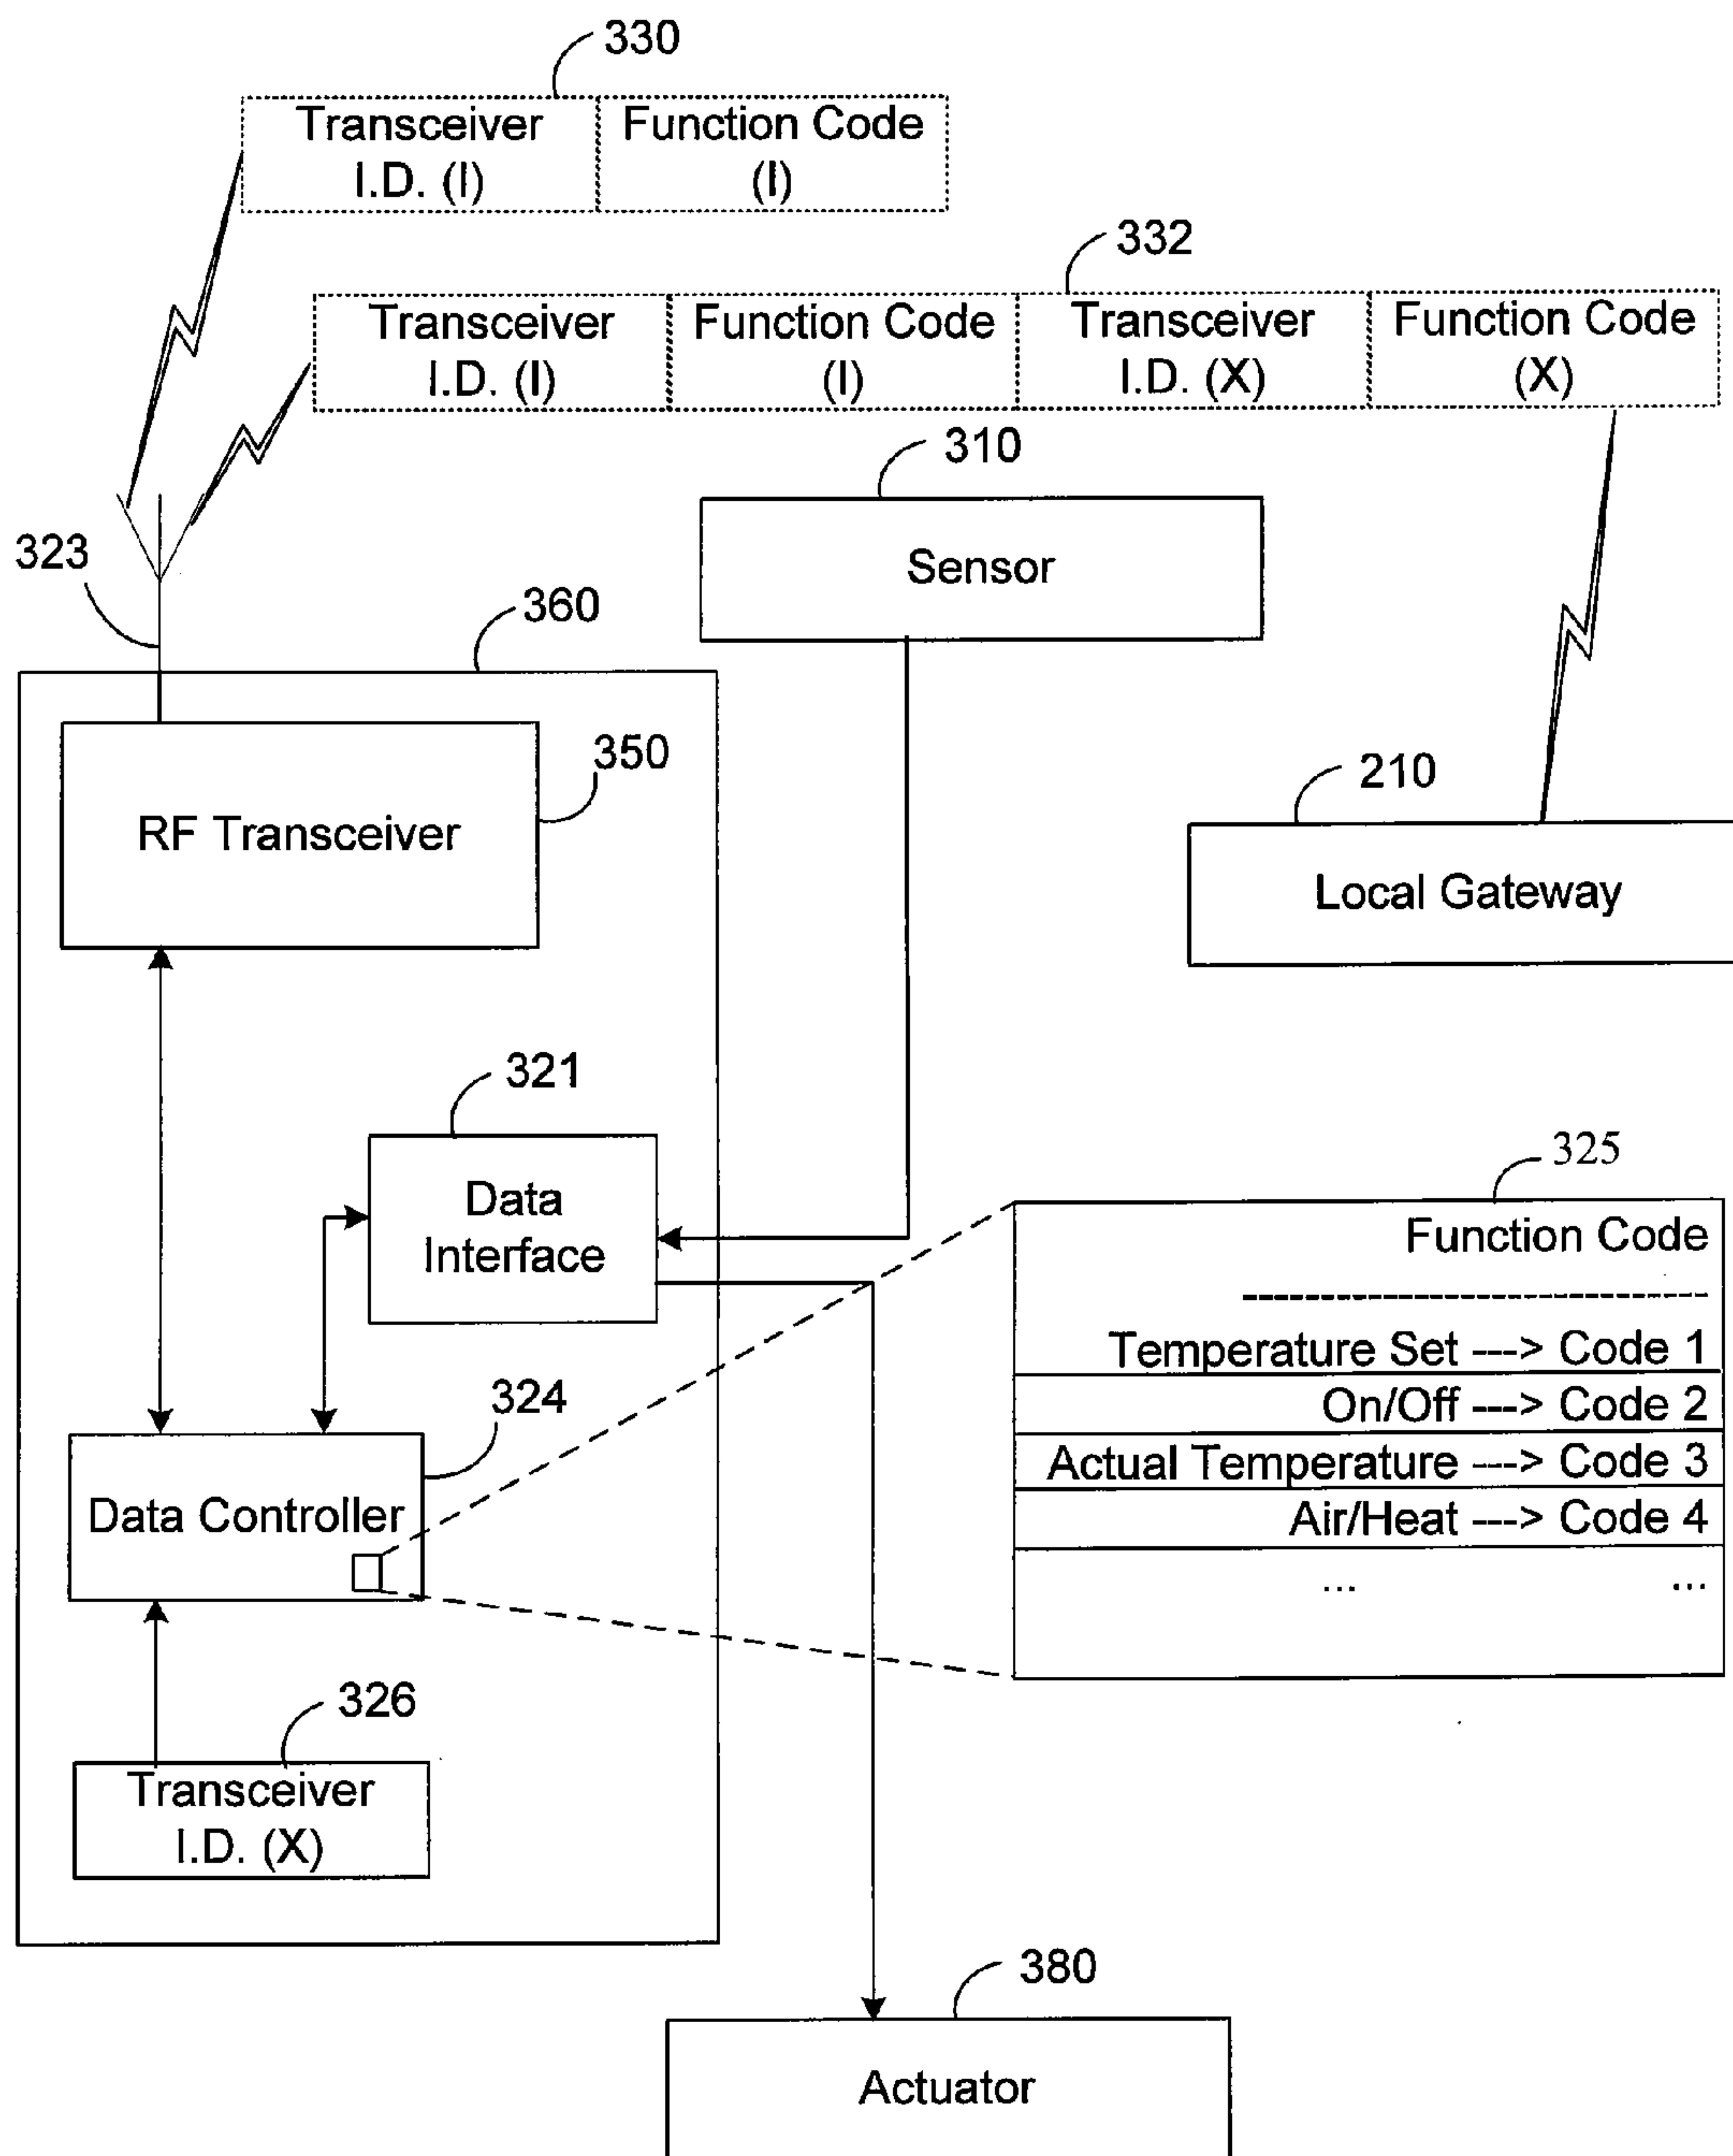 330
Transceiver I.D. (I)
Function Code (I)
332
Transceiver I.D. (I)
Function Code (I)
Transceiver I.D. (X)
Function Code (X)
310
Sensor
323
360
350
RF Transceiver
210
Local Gateway
321
Data Interface
325
Function Code
------------------------------
Temperature Set ---> Code 1
On/Off ---> Code 2
Actual Temperature ---> Code 3
Air/Heat ---> Code 4
... ...
324
Data Controller
326
Transceiver I.D. (X)
380
Actuator